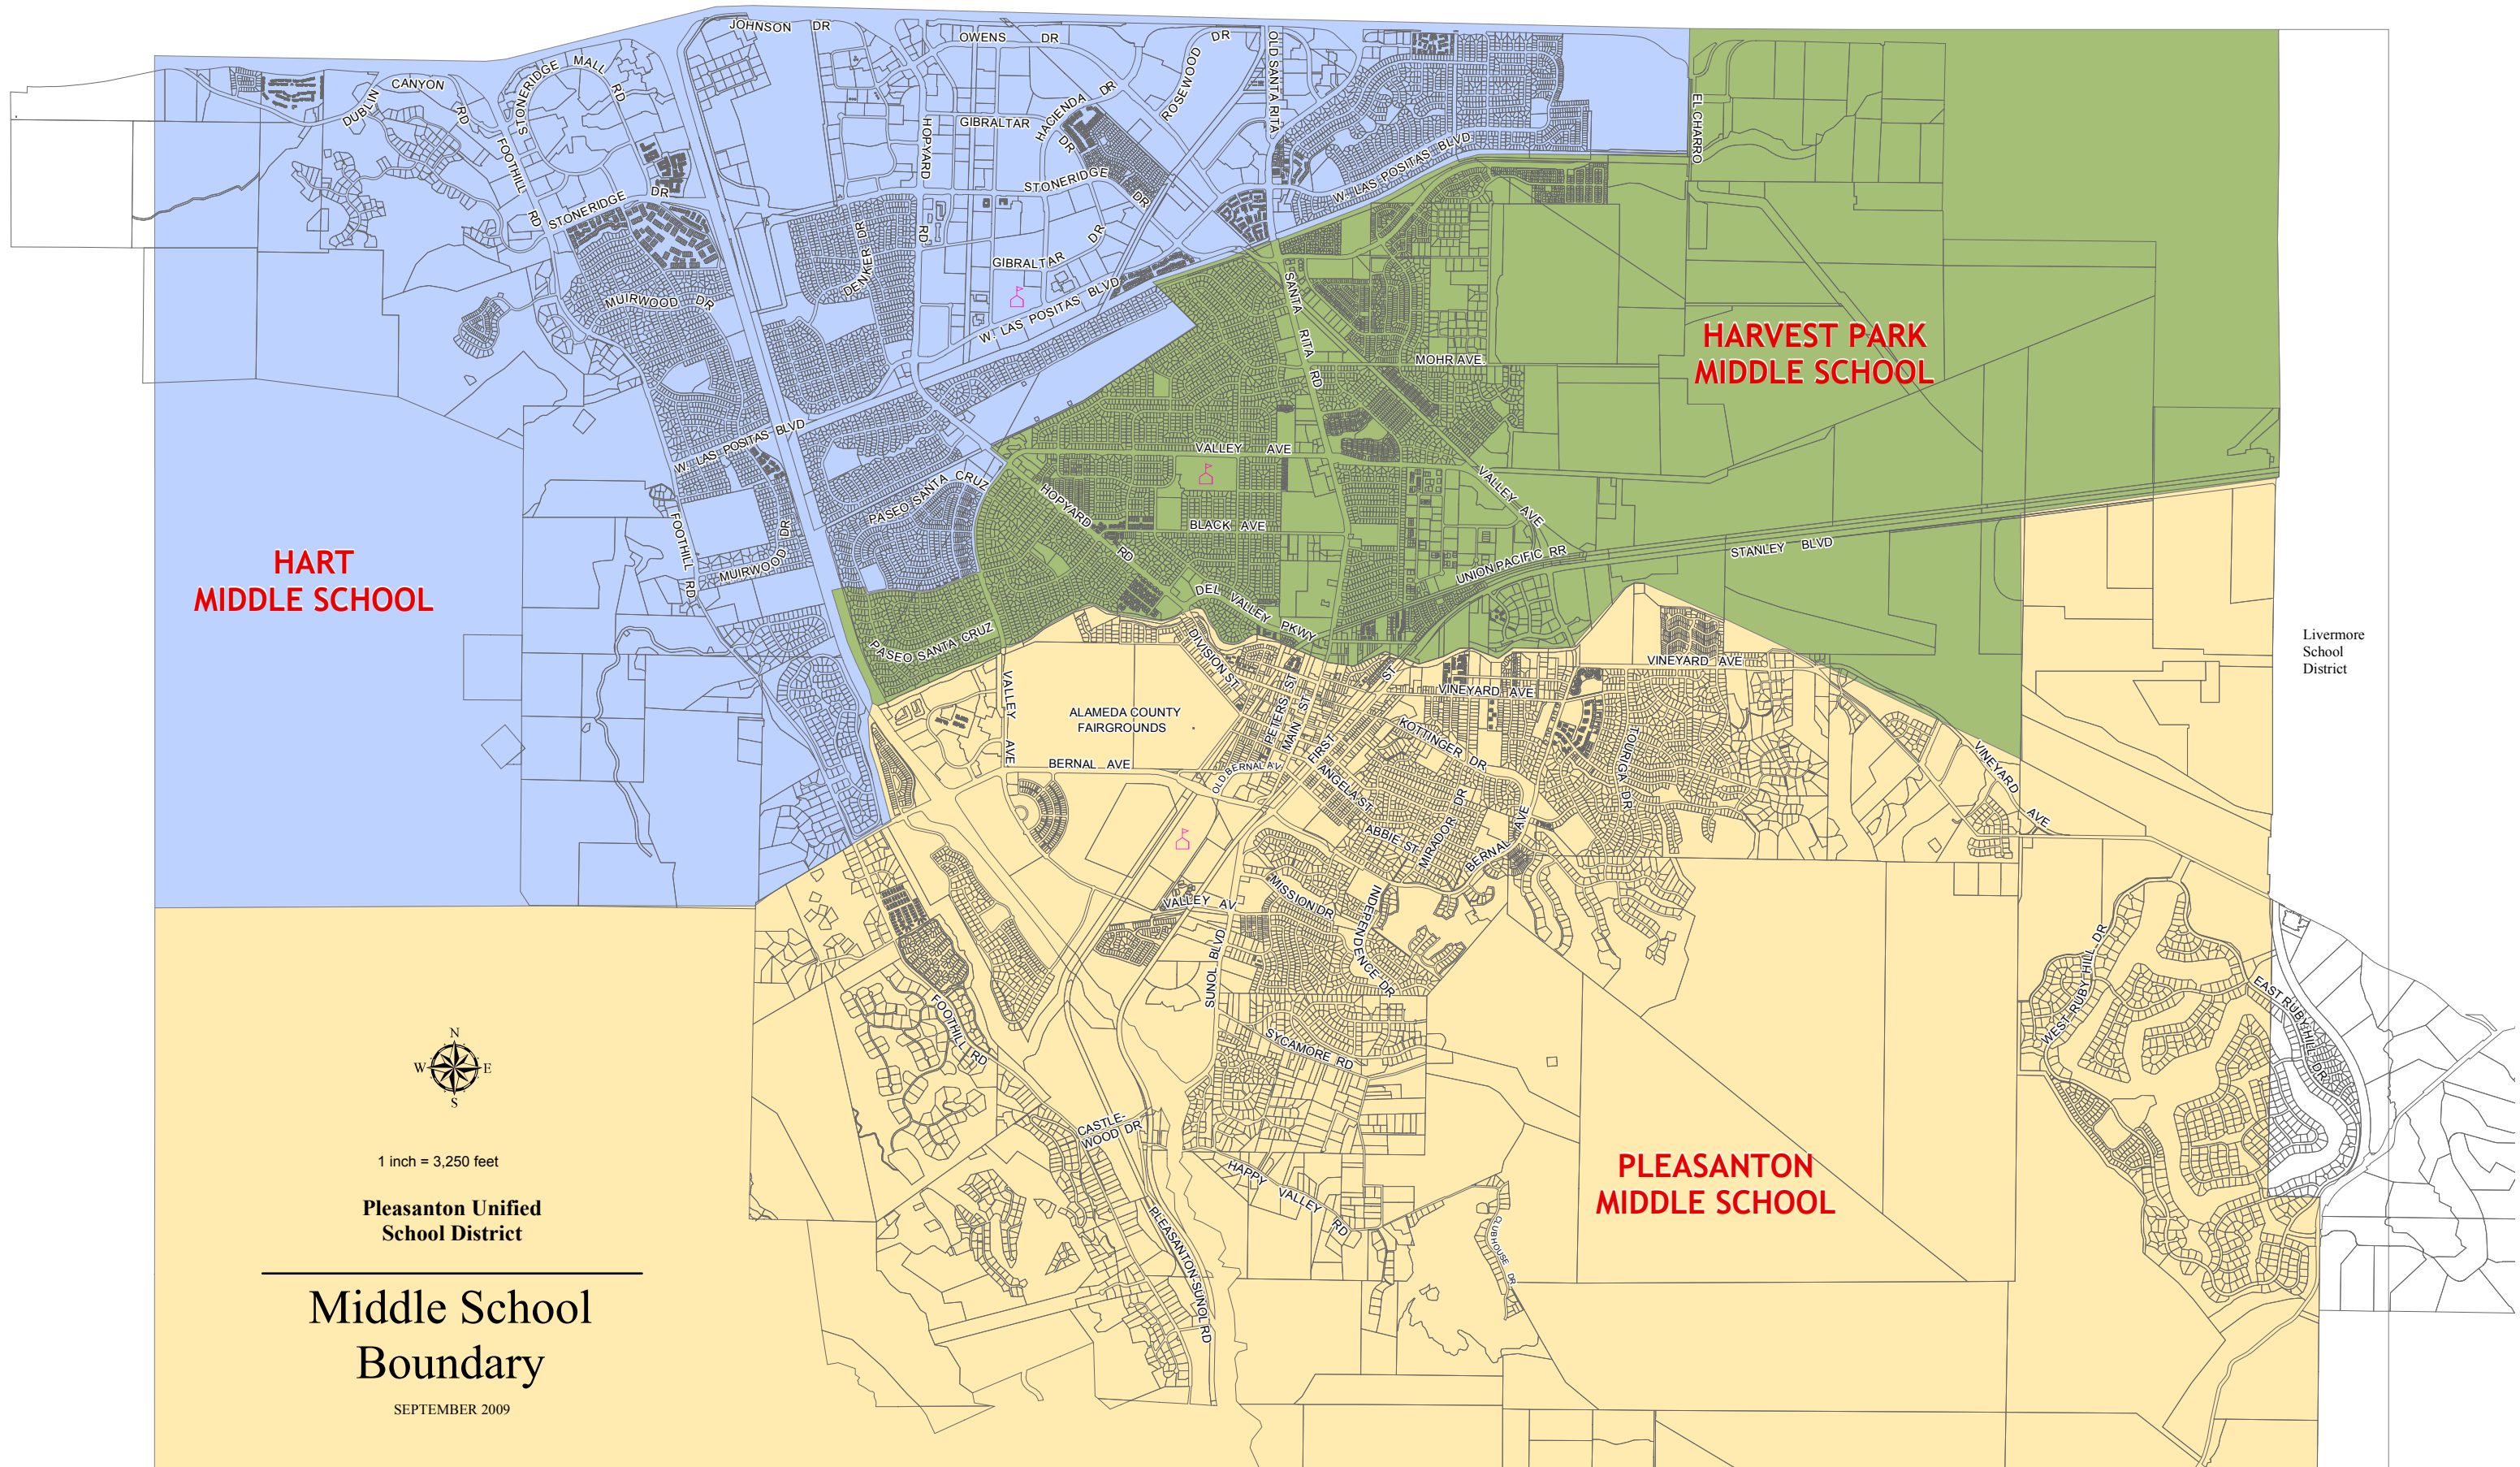 JOHNSON DR
OWENS DR
DR
OLD SANTA RITA
CANYON
STONERIDGE MALL
RD
DUBLIN
RD
HACIENDA DR
ROSEWOOD
EL CHARRO
HOPYARD
RD
GIBRALTAR
DR
FOOTHILL
RD
W. LAS POSITAS BLVD
STONERIDGE DR
STONERIDGE
DR
DENKER DR
GIBRALTAR
DR
MUIRWOOD DR
W. LAS POSITAS BLVD
SANTA RITA RD
HARVEST PARK
MIDDLE SCHOOL
MOHR AVE
W. LAS POSITAS BLVD
VALLEY AVE
PASEO SANTA CRUZ
HOPYARD
RD
VALLEY AVE
BLACK AVE
FOOTHILL RD
MUIRWOOD DR
HART
MIDDLE SCHOOL
UNION PACIFIC RR
STANLEY BLVD
DEL VALLEY PKWY
PASEO SANTA CRUZ
DIVISION ST
Livermore
School
District
VINEYARD AVE
VINEYARD AVE
VALLEY AVE
ALAMEDA COUNTY
FAIRGROUNDS
PETERS ST
MAIN ST
FIRST
ST
KOTTINGER DR
TOURIGA DR
BERNAL AVE
OLD BERNAL AV.
ANGELA ST
VINEYARD AVE
ABBIE ST
MIRADOR DR
BERNAL AVE
VALLEY AV.
MISSION DR
INDEPENDENCE DR
SUNOL BLVD
WEST RUBY HILL DR
EAST RUBY HILL DR
FOOTHILL RD
SYCAMORE RD
N
W E
S
CASTLE-
WOOD DR
1 inch = 3,250 feet
PLEASANTON
MIDDLE SCHOOL
HAPPY VALLEY RD
CLUBHOUSE DR
PLEASANTON-SUNOL RD
Pleasanton Unified
School District
Middle School
Boundary
SEPTEMBER 2009